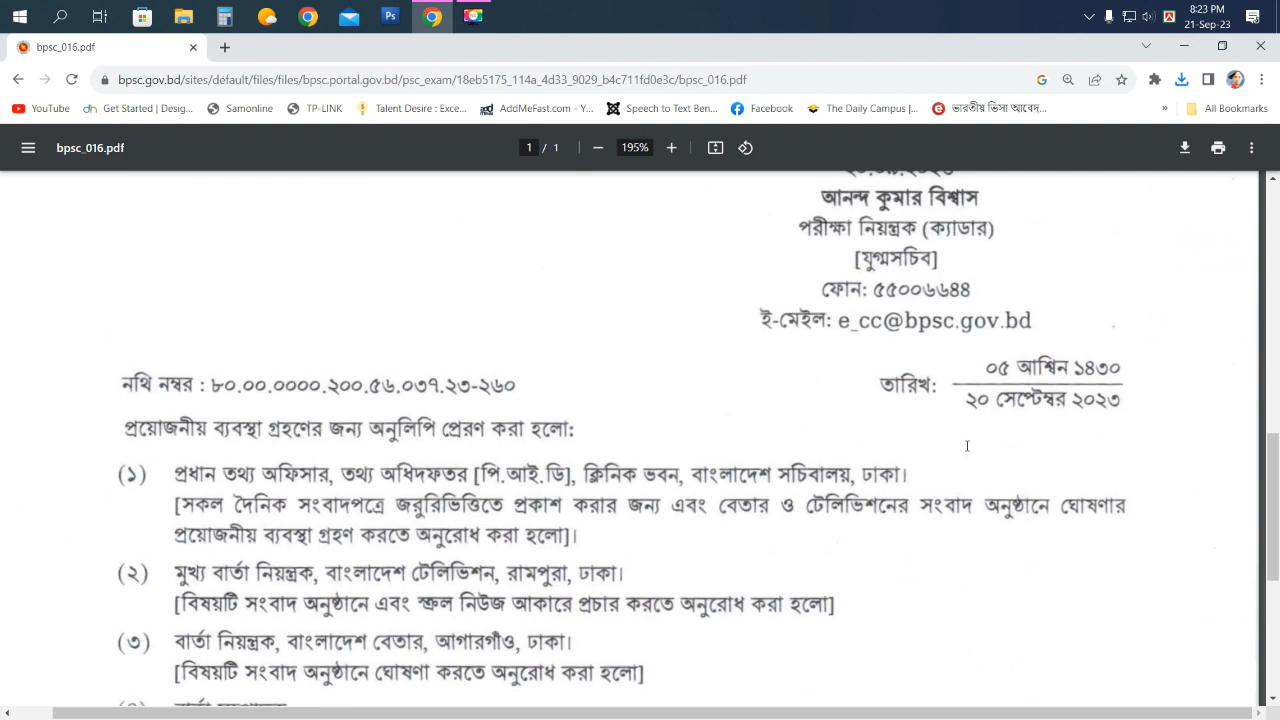 8:23 PM
21-Sep-23
bpsc_016.pdf
bpsc.gov.bd/sites/default/files/files/bpsc.portal.gov.bd/psc_exam/18eb5175_114a_4d33_9029_b4c711fd0e3c/bpsc_016.pdf
YouTube
Get Started | Desig...
Samonline
TP-LINK
Talent Desire : Exce...
AddMeFast.com - Y...
Speech to Text Ben...
Facebook
The Daily Campus |...
ভারতীয় ভিসা আবেদ...
»
All Bookmarks
bpsc_016.pdf
1 / 1
195%
আনন্দ কুমার বিশ্বাস
পরীক্ষা নিয়ন্ত্রক (ক্যাডার)
[যুগ্মসচিব]
ফোন: ৫৫০০৬৬৪৪
ই-মেইল: e_cc@bpsc.gov.bd
নথি নম্বর : ৮০.০০.০০০০.২০০.৫৬.০৩৭.২৩-২৬০
তারিখ:
০৫ আশ্বিন ১৪৩০
২০ সেপ্টেম্বর ২০২৩
প্রয়োজনীয় ব্যবস্থা গ্রহণের জন্য অনুলিপি প্রেরণ করা হলো:
(১) প্রধান তথ্য অফিসার, তথ্য অধিদফতর [পি.আই.ডি], ক্লিনিক ভবন, বাংলাদেশ সচিবালয়, ঢাকা।
[সকল দৈনিক সংবাদপত্রে জরুরিভিত্তিতে প্রকাশ করার জন্য এবং বেতার ও টেলিভিশনের সংবাদ অনুষ্ঠানে ঘোষণার
প্রয়োজনীয় ব্যবস্থা গ্রহণ করতে অনুরোধ করা হলো]।
(২) মুখ্য বার্তা নিয়ন্ত্রক, বাংলাদেশ টেলিভিশন, রামপুরা, ঢাকা।
[বিষয়টি সংবাদ অনুষ্ঠানে এবং স্ক্রল নিউজ আকারে প্রচার করতে অনুরোধ করা হলো]
(৩) বার্তা নিয়ন্ত্রক, বাংলাদেশ বেতার, আগারগাঁও, ঢাকা।
[বিষয়টি সংবাদ অনুষ্ঠানে ঘোষণা করতে অনুরোধ করা হলো]